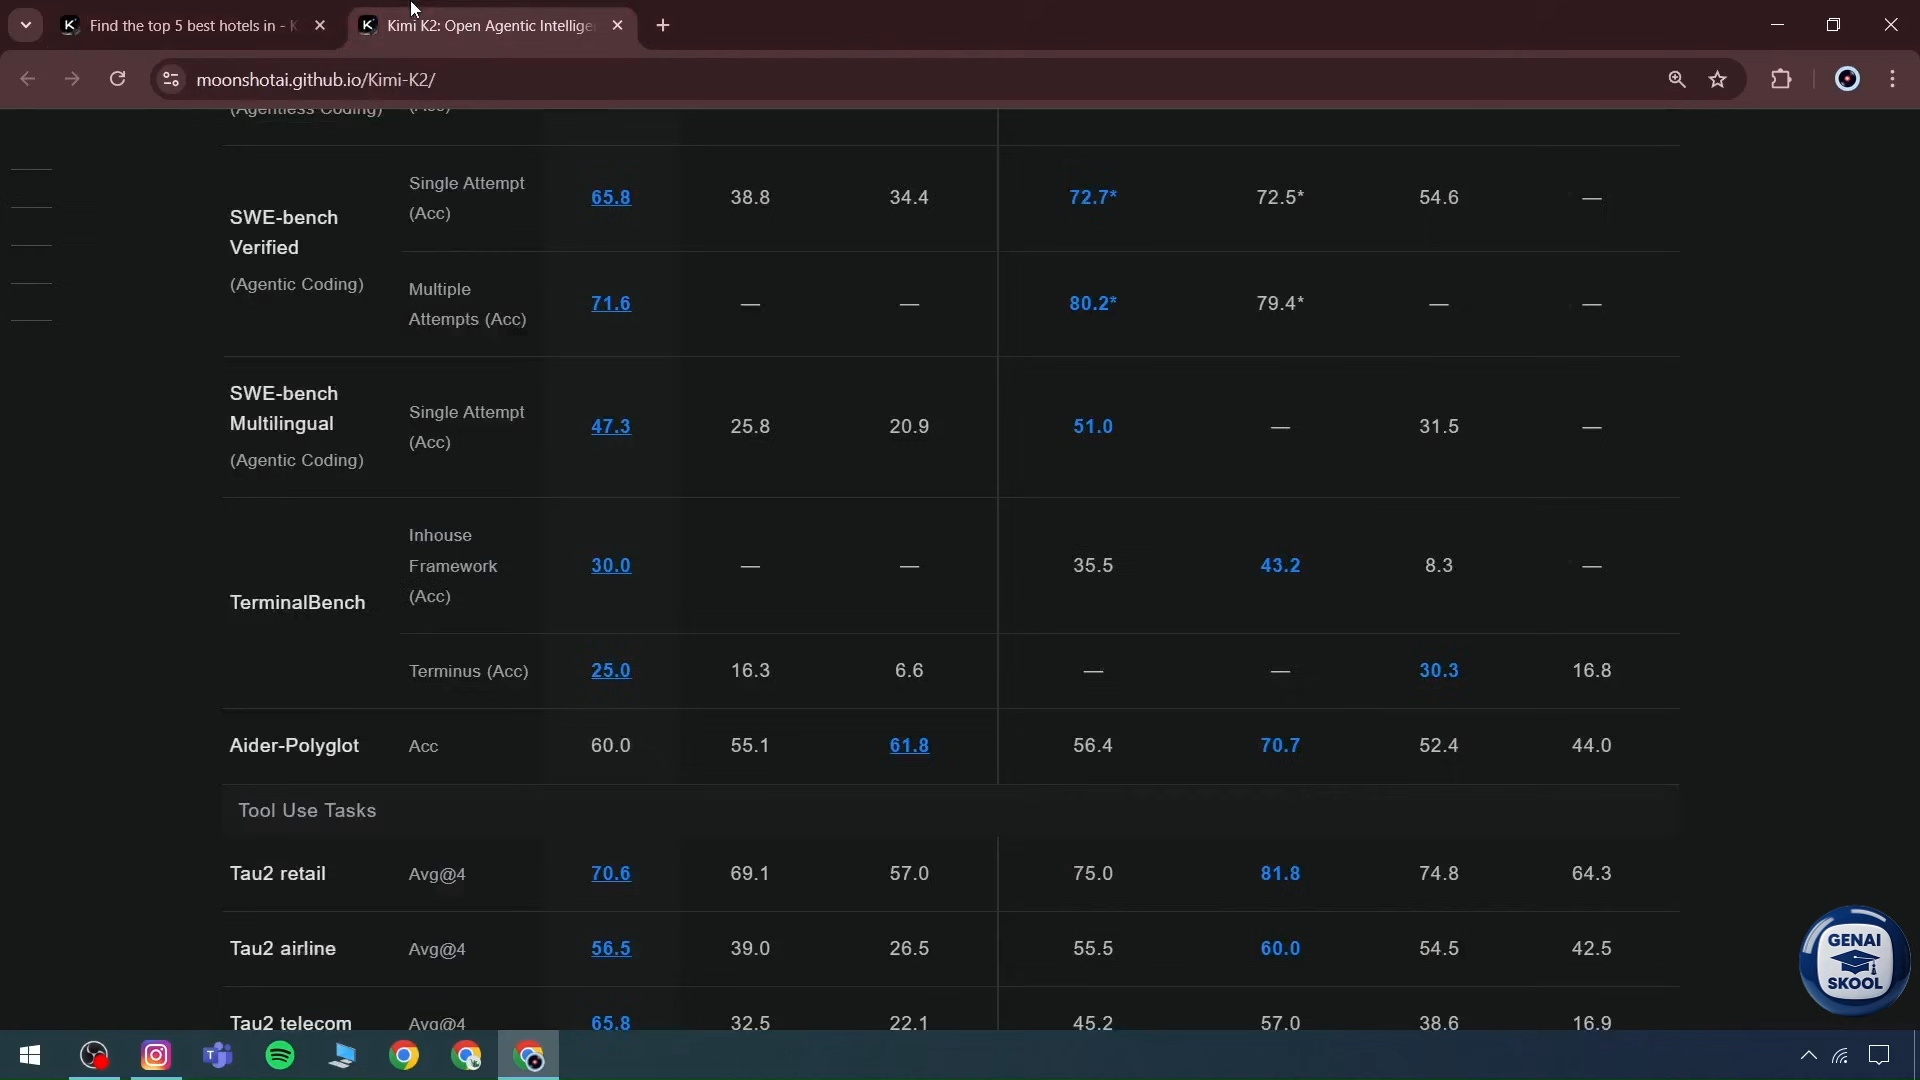 Find the top 5 best hotels in - K
Kimi K2: Open Agentic Intellige
moonshotai.github.io/Kimi-K2/
(Agentless Coding) (Acc)
SWE-bench Verified (Agentic Coding)
Single Attempt (Acc) 65.8 38.8 34.4 72.7* 72.5* 54.6 —
Multiple Attempts (Acc) 71.6 — — 80.2* 79.4* — —
SWE-bench Multilingual (Agentic Coding)
Single Attempt (Acc) 47.3 25.8 20.9 51.0 — 31.5 —
TerminalBench
Inhouse Framework (Acc) 30.0 — — 35.5 43.2 8.3 —
Terminus (Acc) 25.0 16.3 6.6 — — 30.3 16.8
Aider-Polyglot Acc 60.0 55.1 61.8 56.4 70.7 52.4 44.0
Tool Use Tasks
Tau2 retail Avg@4 70.6 69.1 57.0 75.0 81.8 74.8 64.3
Tau2 airline Avg@4 56.5 39.0 26.5 55.5 60.0 54.5 42.5
Tau2 telecom Avg@4 65.8 32.5 22.1 45.2 57.0 38.6 16.9
GENAI
SKOOL